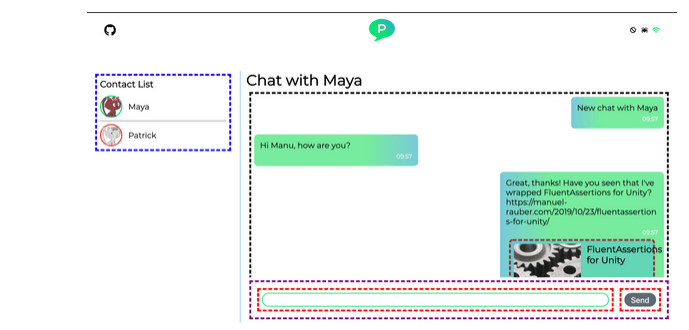 P
Contact List
Maya
Patrick
Chat with Maya
New chat with Maya
09:57
Hi Manu, how are you?
09:57
Great, thanks! Have you seen that I've
wrapped FluentAssertions for Unity?
https://manuel-
rauber.com/2019/10/23/fluentassertion
s-for-unity/
09:57
FluentAssertions
for Unity
Send